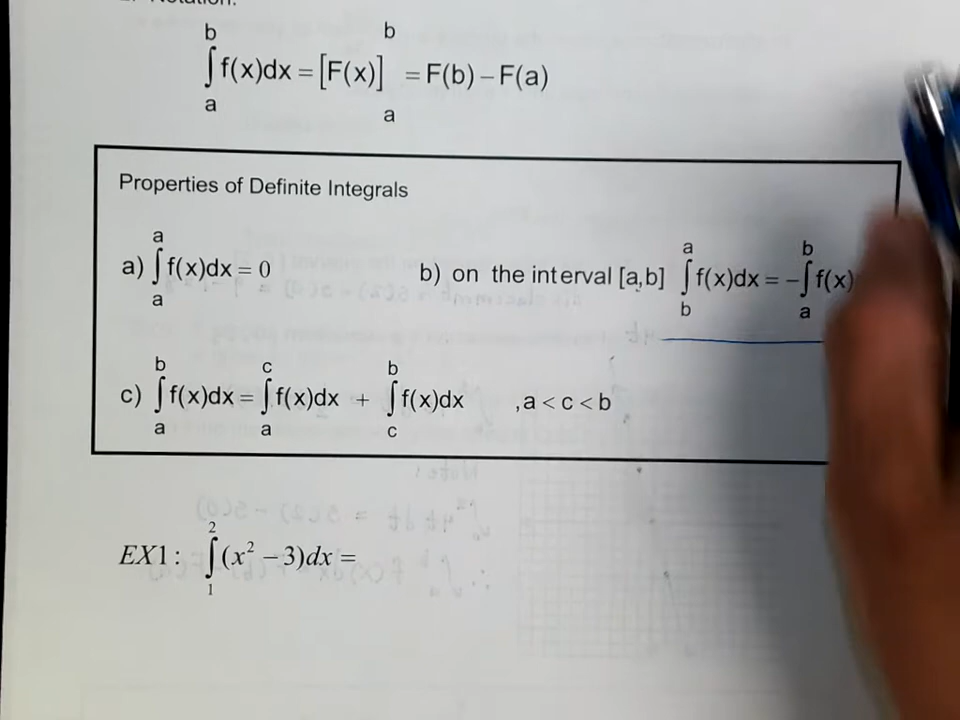 Notation:
b b
∫ f(x)dx = [F(x)] = F(b) – F(a)
a a
Properties of Definite Integrals
a a b
a) ∫ f(x)dx = 0 b) on the interval [a,b] ∫ f(x)dx = –∫ f(x)
a b a
b c b
c) ∫ f(x)dx = ∫ f(x)dx + ∫ f(x)dx , a < c < b
a a c
2
EX1: ∫ (x² – 3)dx =
1